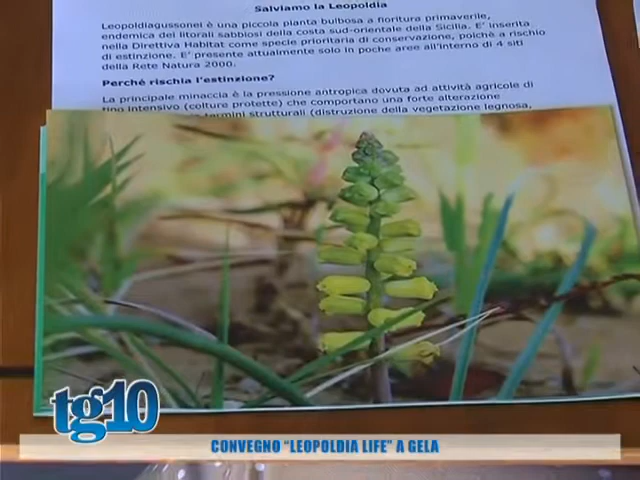 Salviamo la Leopoldia
Leopoldiagussonei è una piccola pianta bulbosa a fioritura primaverile,
endemica dei litorali sabbiosi della costa sud-orientale della Sicilia. E' inserita
nella Direttiva Habitat come specie prioritaria di conservazione, poichè a rischio
di estinzione. E' presente attualmente solo in poche aree all'interno di 4 siti
della Rete Natura 2000.
Perché rischia l'estinzione?
La principale minaccia è la pressione antropica dovuta ad attività agricole di
tipo intensivo (colture protette) che comportano una forte alterazione
termini strutturali (distruzione della vegetazione legnosa,
tg10
CONVEGNO "LEOPOLDIA LIFE" A GELA